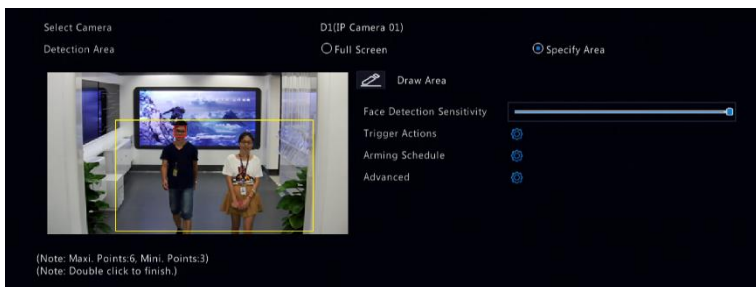 Select Camera D1(IP Camera 01)
Detection Area Full Screen Specify Area
Draw Area
Face Detection Sensitivity
Trigger Actions
Arming Schedule
Advanced
(Note: Maxi. Points:6, Mini. Points:3)
(Note: Double click to finish.)